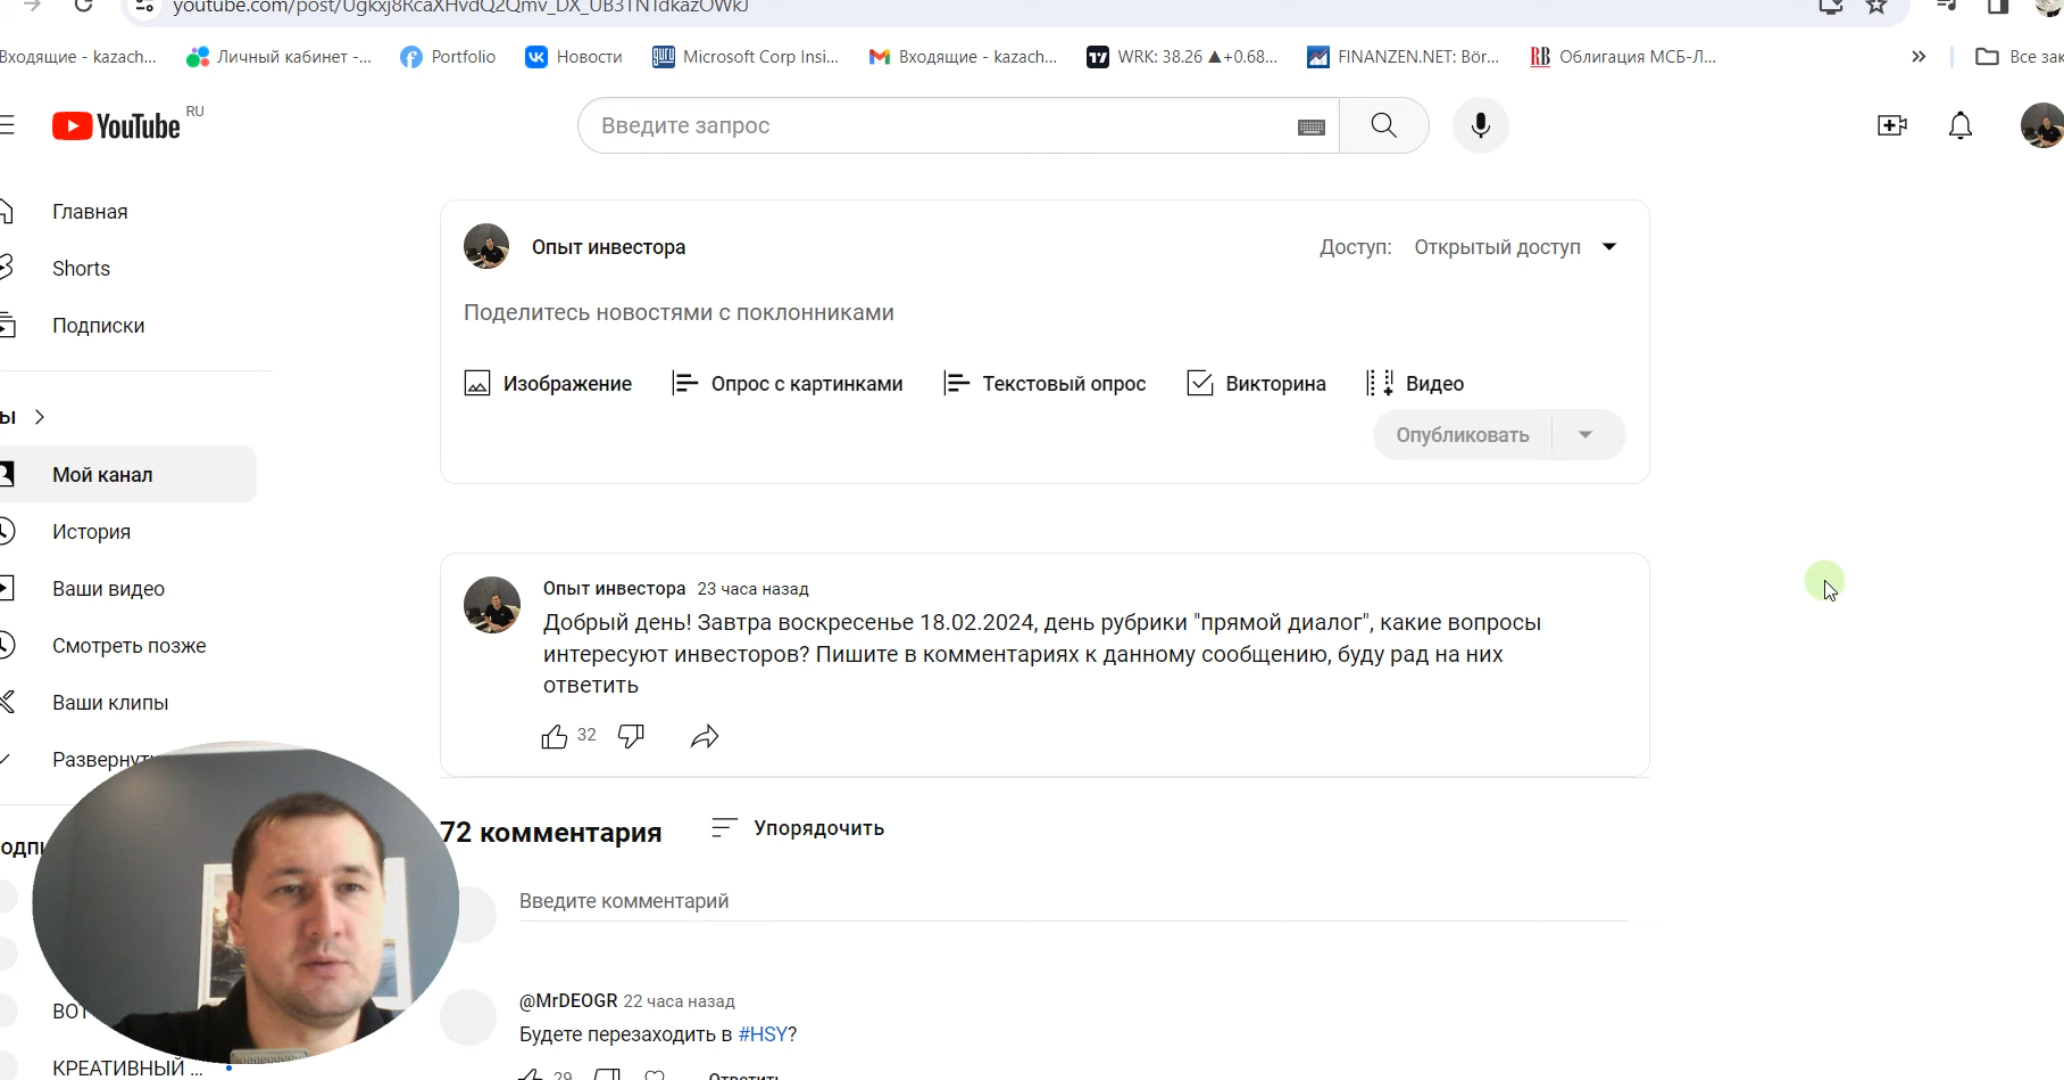 youtube.com/post/Ugkxj8RcaXHvdQ2Qmv_DX_UB3TNTdkazOWkJ
Входящие - kazach...
Личный кабинет -...
Portfolio
Новости
Microsoft Corp Insi...
Входящие - kazach...
WRK: 38.26 ▲+0.68...
FINANZEN.NET: Bör...
Облигация МСБ-Л...
»
Все зак
YouTube RU
Введите запрос
Главная
Shorts
Подписки
ы >
Мой канал
История
Ваши видео
Смотреть позже
Ваши клипы
Развернуть
одпи
ВОТ
КРЕАТИВНЫЙ ...
Опыт инвестора
Доступ: Открытый доступ
Поделитесь новостями с поклонниками
Изображение
Опрос с картинками
Текстовый опрос
Викторина
Видео
Опубликовать
Опыт инвестора 23 часа назад
Добрый день! Завтра воскресенье 18.02.2024, день рубрики "прямой диалог", какие вопросы
интересуют инвесторов? Пишите в комментариях к данному сообщению, буду рад на них
ответить
32
72 комментария
Упорядочить
Введите комментарий
@MrDEOGR 22 часа назад
Будете перезаходить в #HSY?
29
Ответить